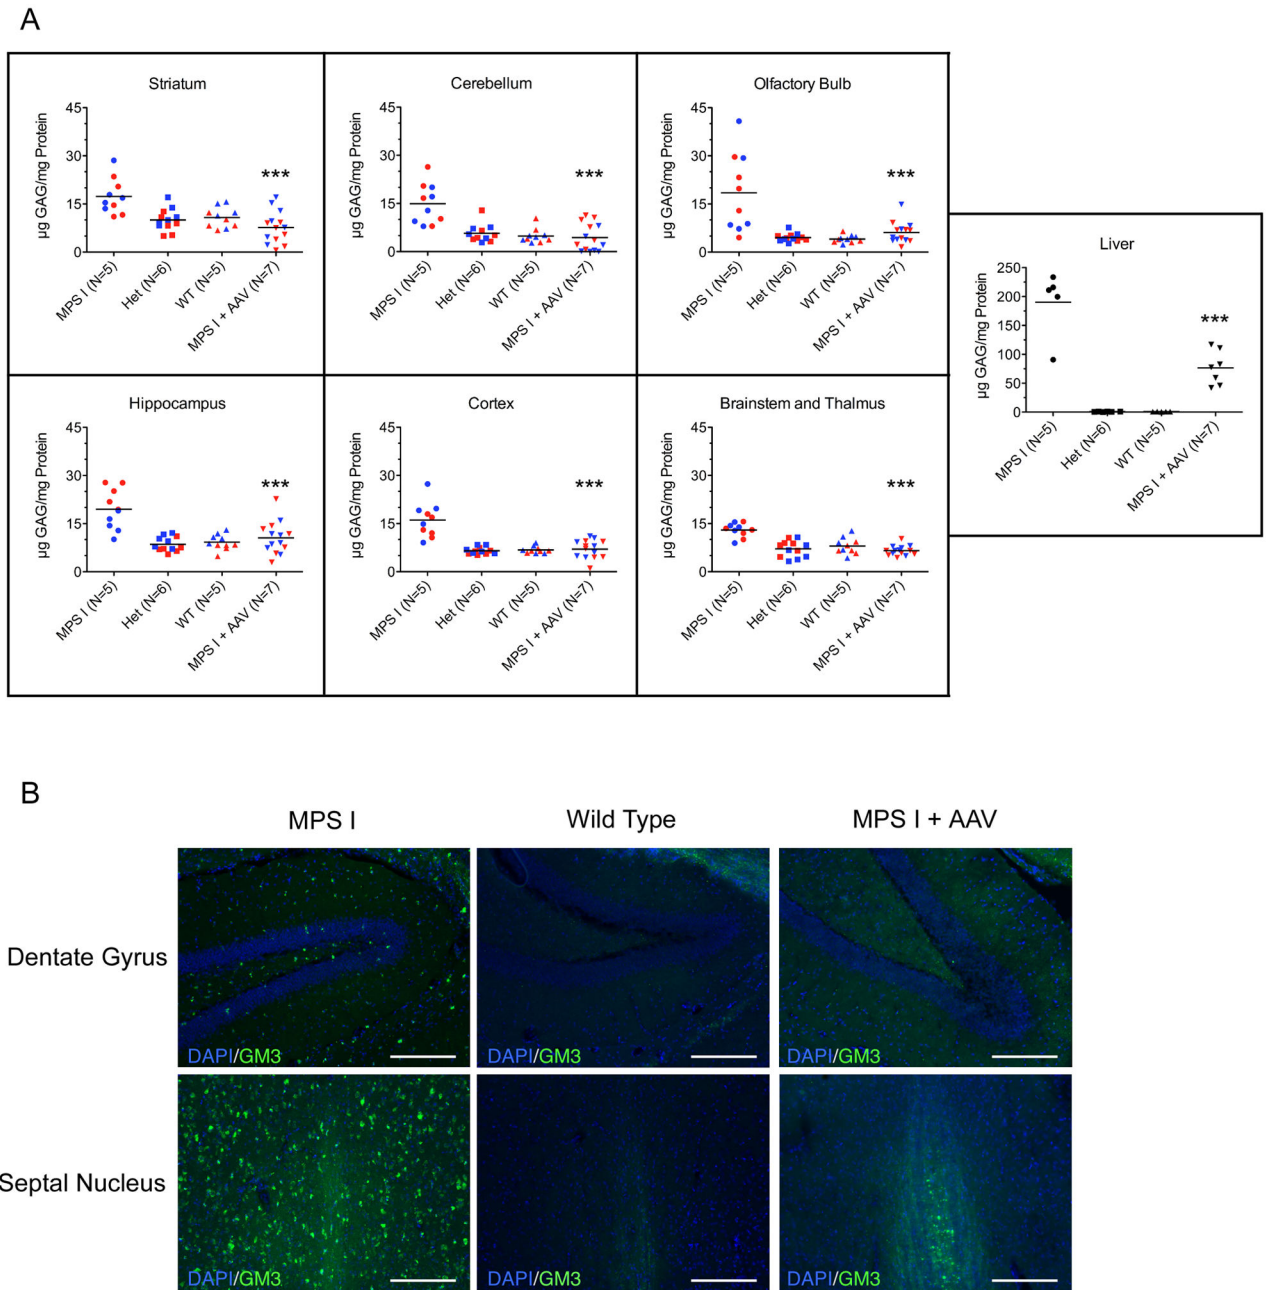 A
Striatum
µg GAG/mg Protein
45
30
15
0
***
MPS I (N=5)
Het (N=6)
WT (N=5)
MPS I + AAV (N=7)
Cerebellum
µg GAG/mg Protein
45
30
15
0
***
MPS I (N=5)
Het (N=6)
WT (N=5)
MPS I + AAV (N=7)
Olfactory Bulb
µg GAG/mg Protein
45
30
15
0
***
MPS I (N=5)
Het (N=6)
WT (N=5)
MPS I + AAV (N=7)
Liver
µg GAG/mg Protein
250
200
150
100
50
0
***
MPS I (N=5)
Het (N=6)
WT (N=5)
MPS I + AAV (N=7)
Hippocampus
µg GAG/mg Protein
45
30
15
0
***
MPS I (N=5)
Het (N=6)
WT (N=5)
MPS I + AAV (N=7)
Cortex
µg GAG/mg Protein
45
30
15
0
***
MPS I (N=5)
Het (N=6)
WT (N=5)
MPS I + AAV (N=7)
Brainstem and Thalmus
µg GAG/mg Protein
45
30
15
0
***
MPS I (N=5)
Het (N=6)
WT (N=5)
MPS I + AAV (N=7)
B
MPS I
Wild Type
MPS I + AAV
Dentate Gyrus
DAPI/GM3
DAPI/GM3
DAPI/GM3
Septal Nucleus
DAPI/GM3
DAPI/GM3
DAPI/GM3